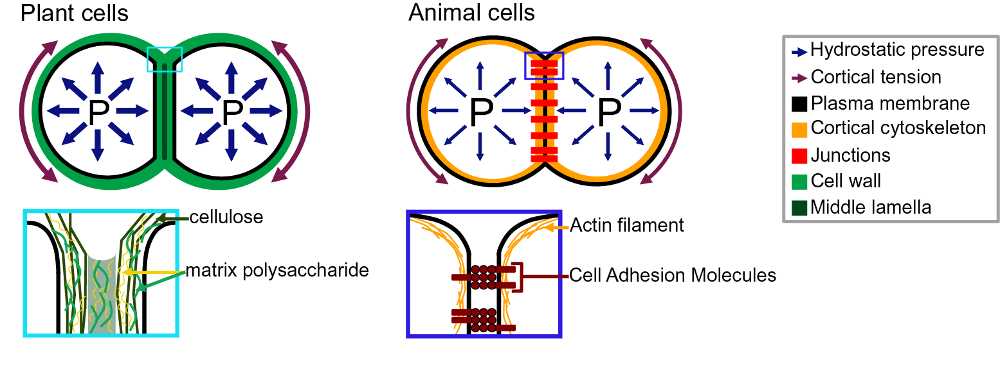 Plant cells
P
P
cellulose
matrix polysaccharide
Animal cells
P
P
Actin filament
Cell Adhesion Molecules
Hydrostatic pressure
Cortical tension
Plasma membrane
Cortical cytoskeleton
Junctions
Cell wall
Middle lamella